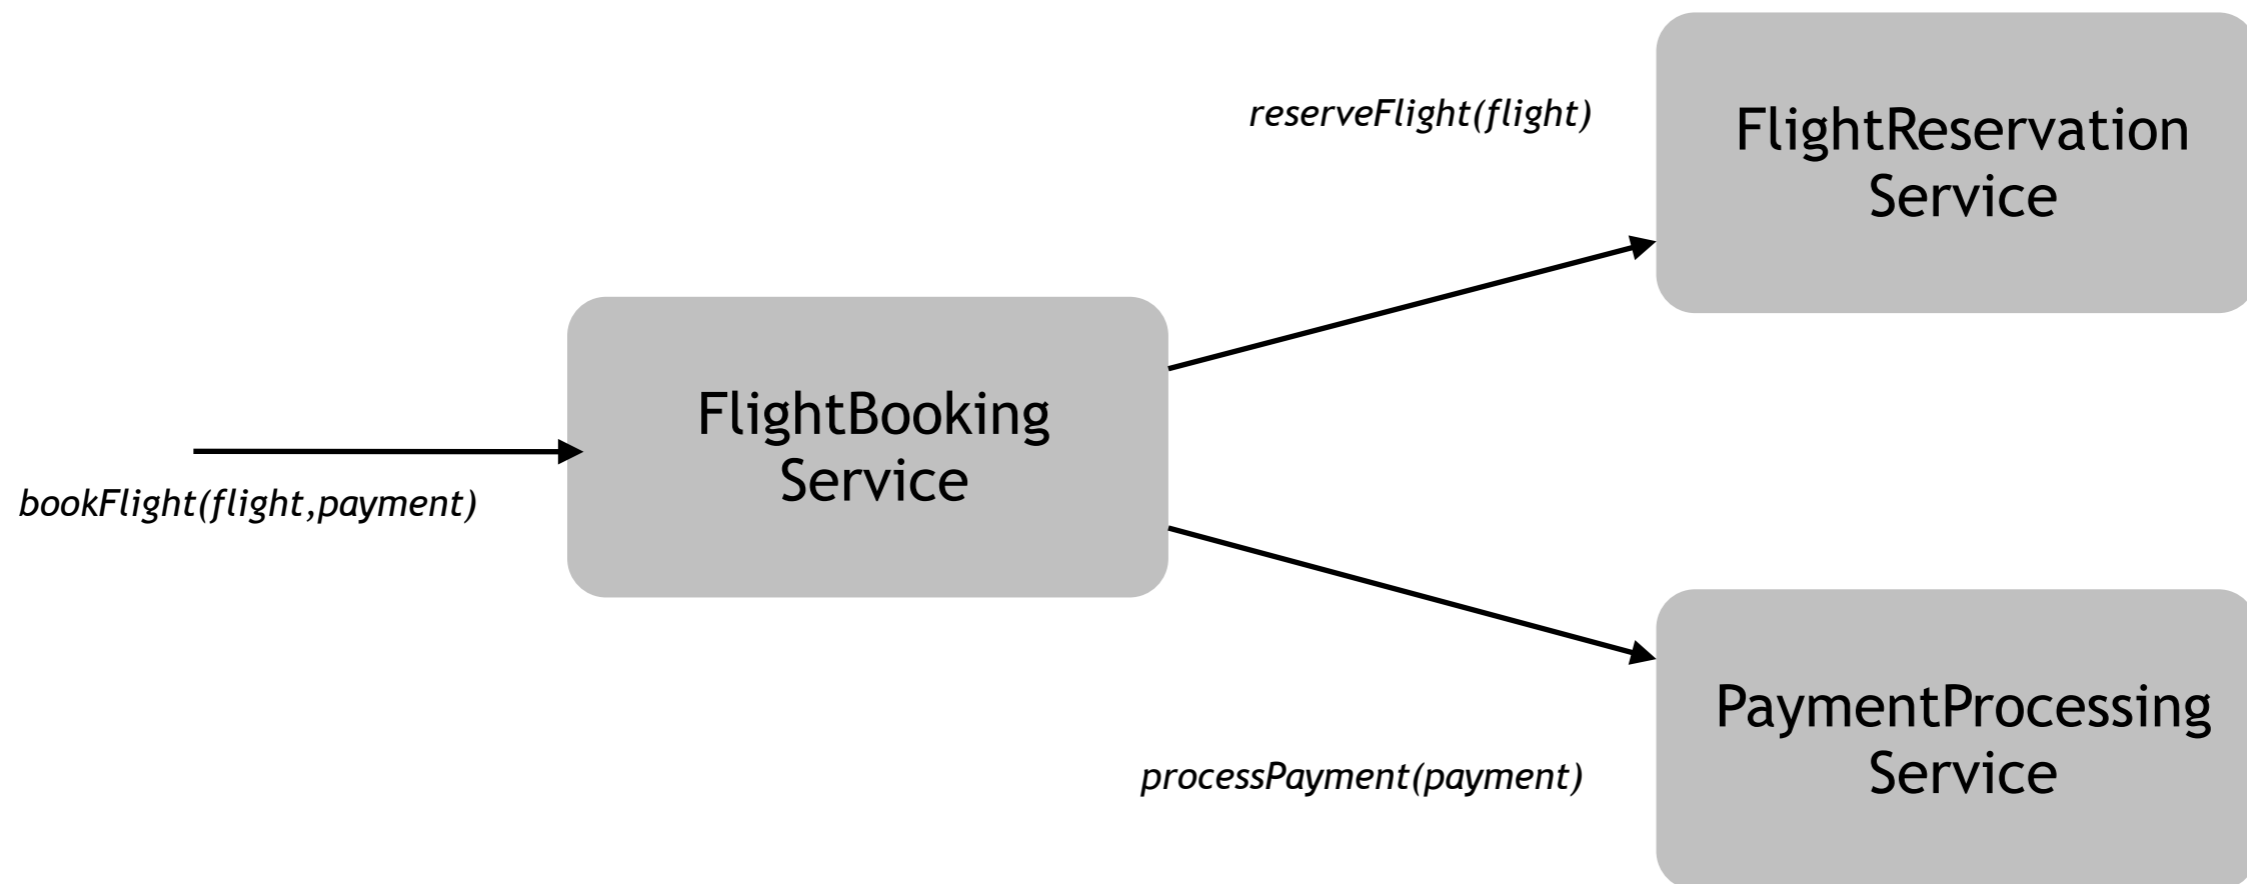 reserveFlight(flight)
FlightReservation
Service
FlightBooking
Service
bookFlight(flight,payment)
PaymentProcessing
Service
processPayment(payment)